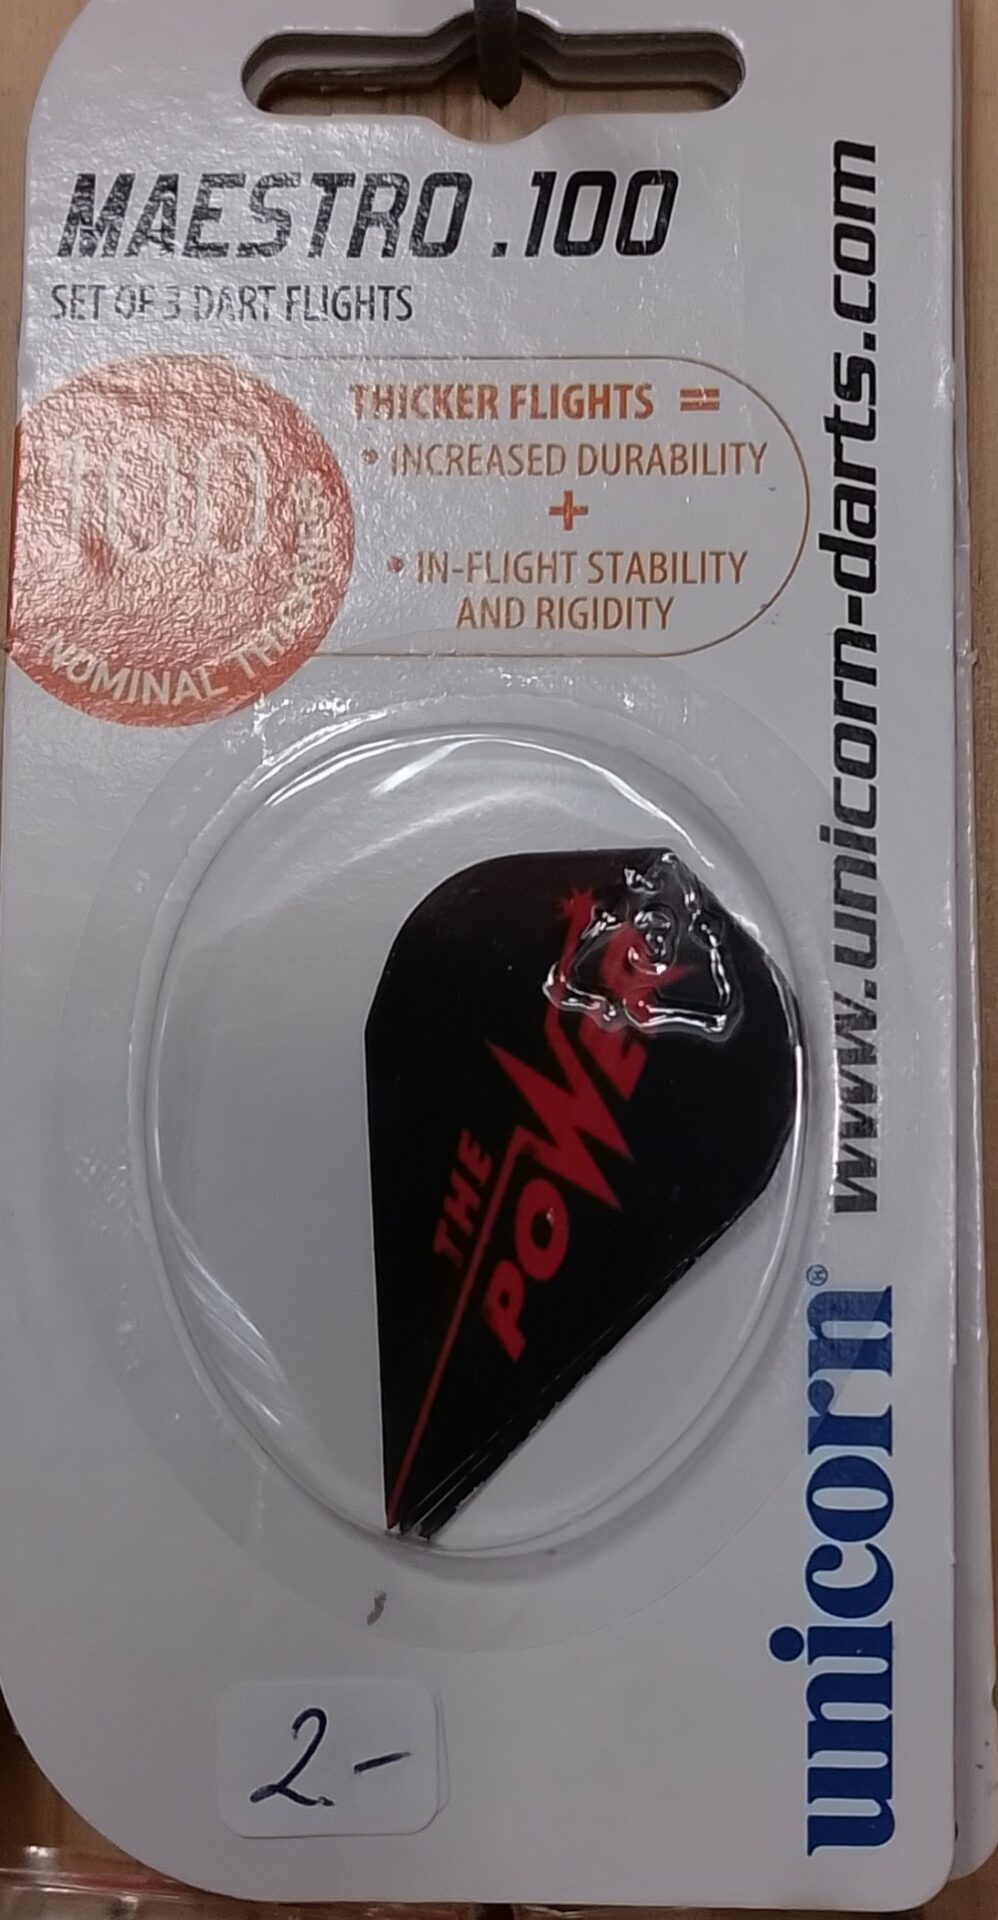 MAESTRO .100
SET OF 3 DART FLIGHTS
100
NOMINAL THICKNESS
THICKER FLIGHTS =
• INCREASED DURABILITY
+
• IN-FLIGHT STABILITY
AND RIGIDITY
www.unicorn-darts.com
unicorn®
THE
POWER
2.-